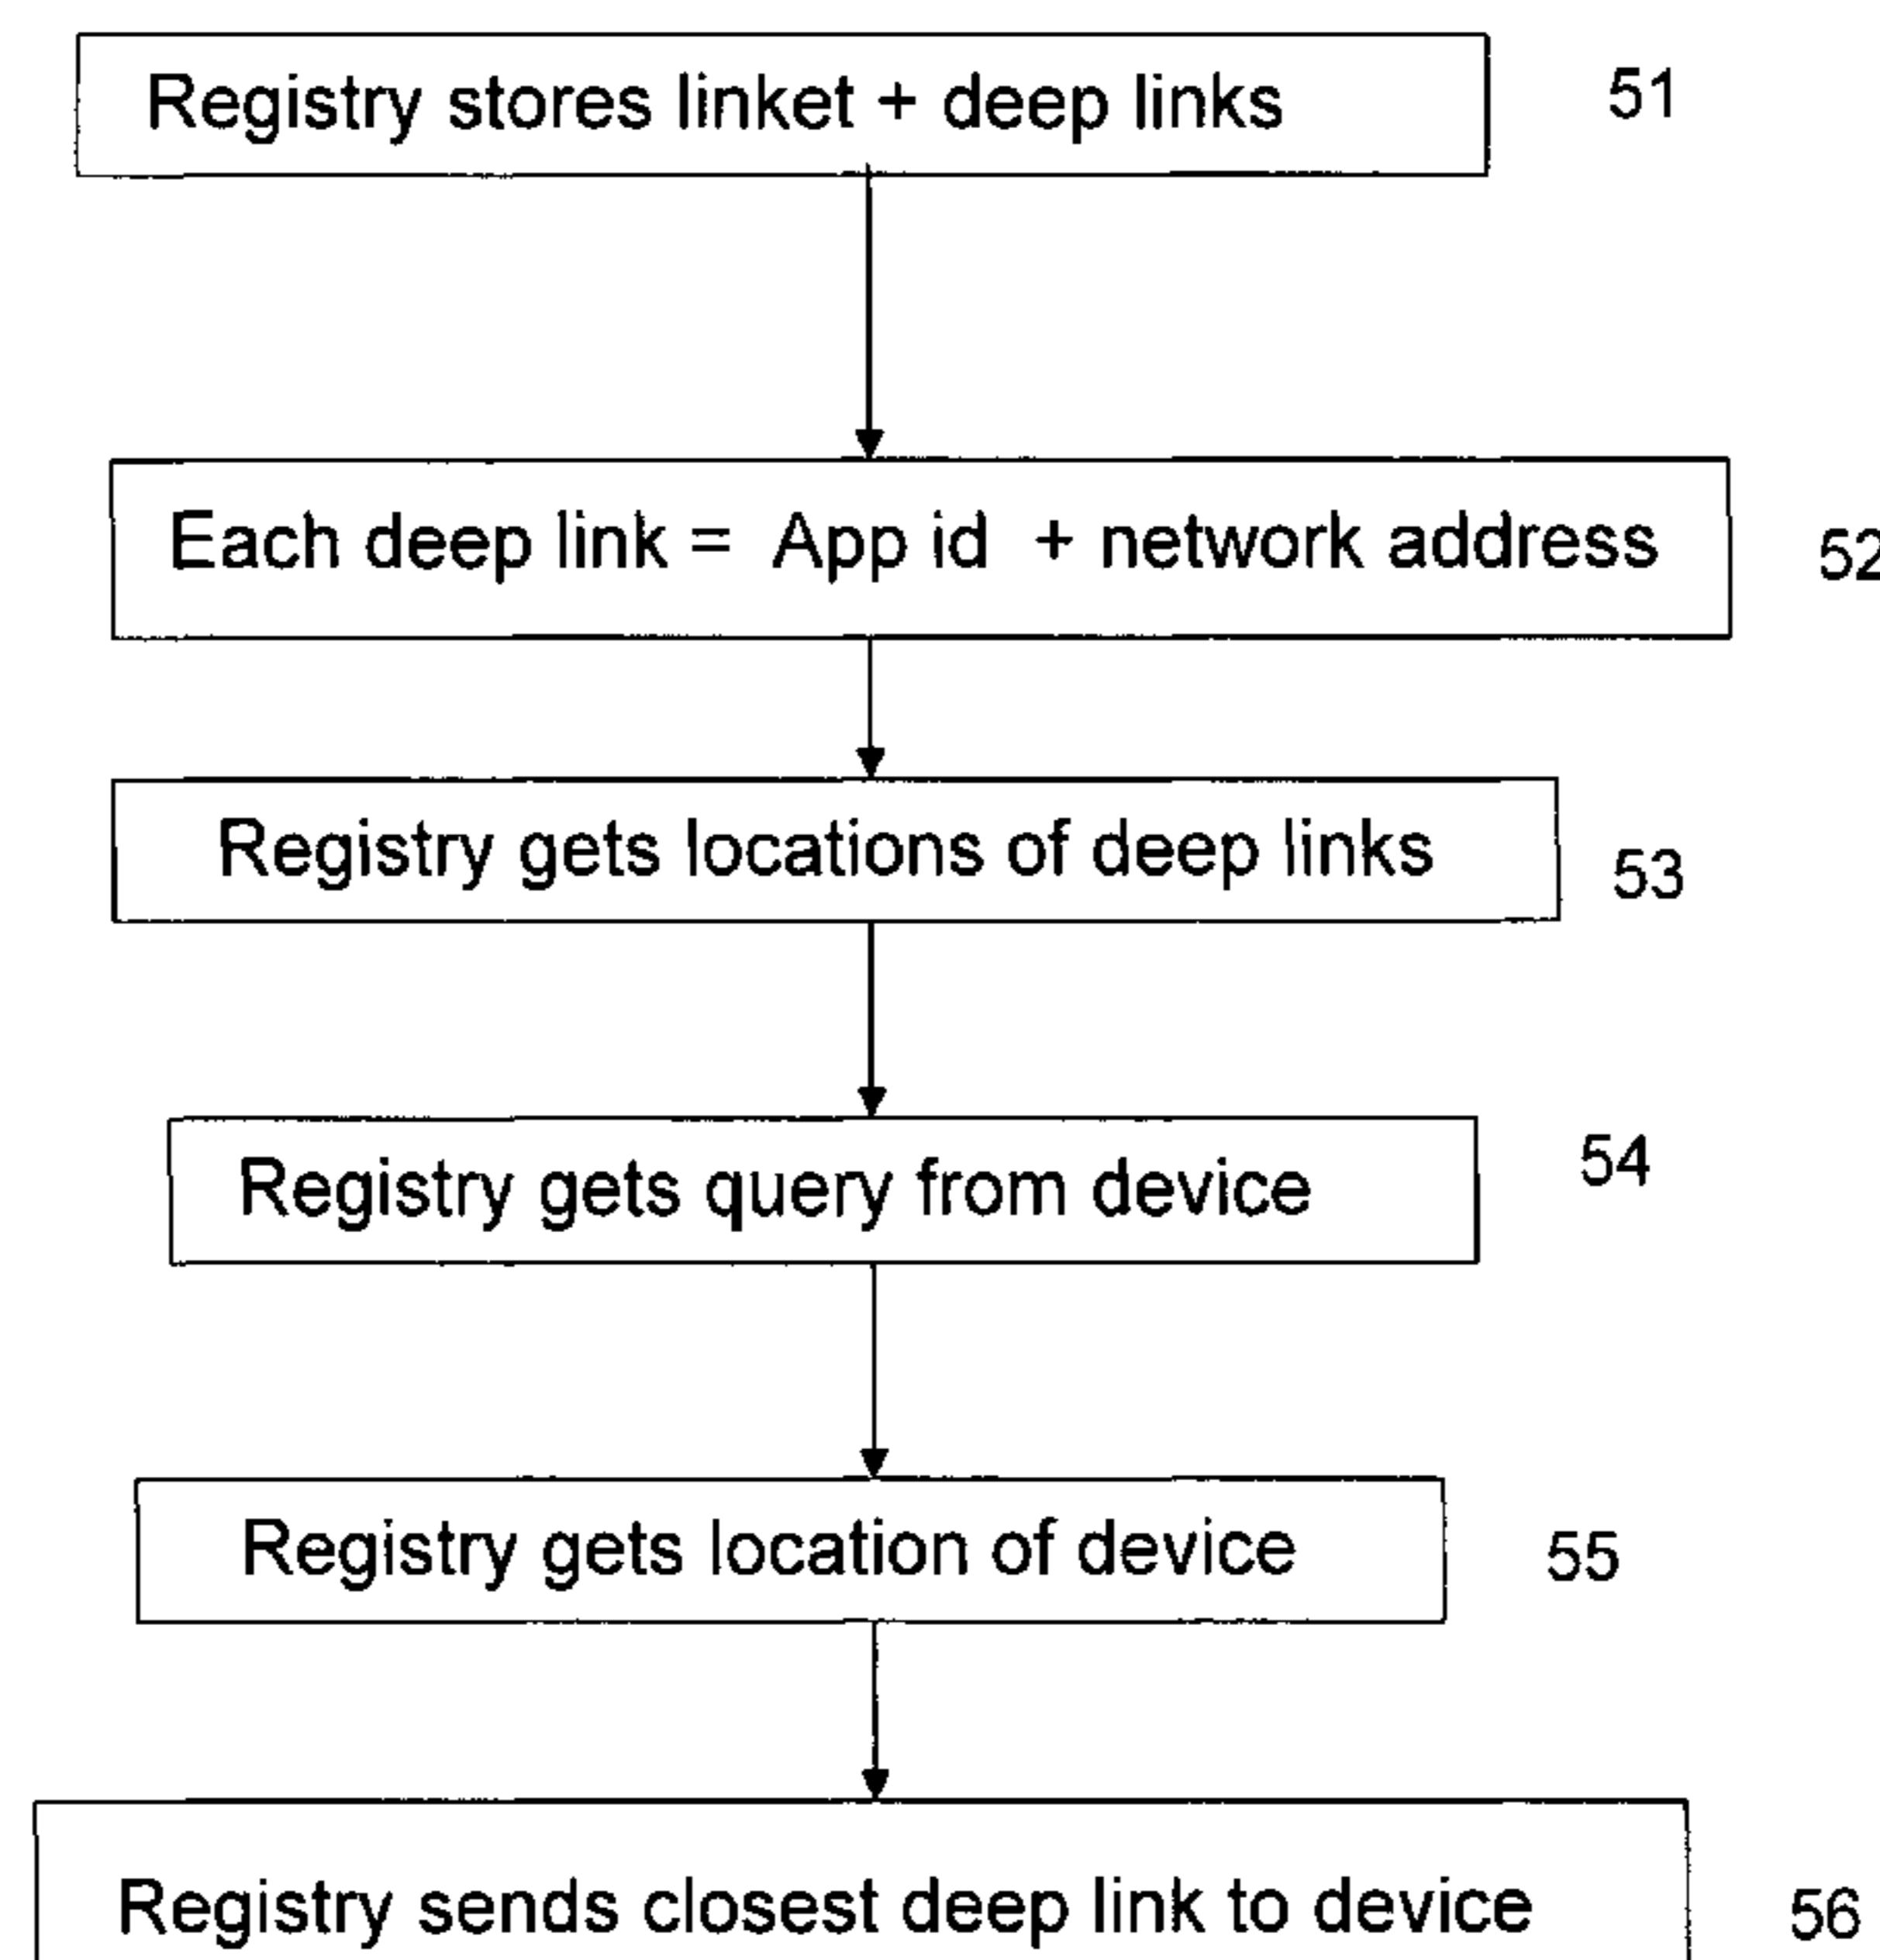 Registry stores linket + deep links 51
Each deep link = App id + network address 52
Registry gets locations of deep links 53
Registry gets query from device 54
Registry gets location of device 55
Registry sends closest deep link to device 56